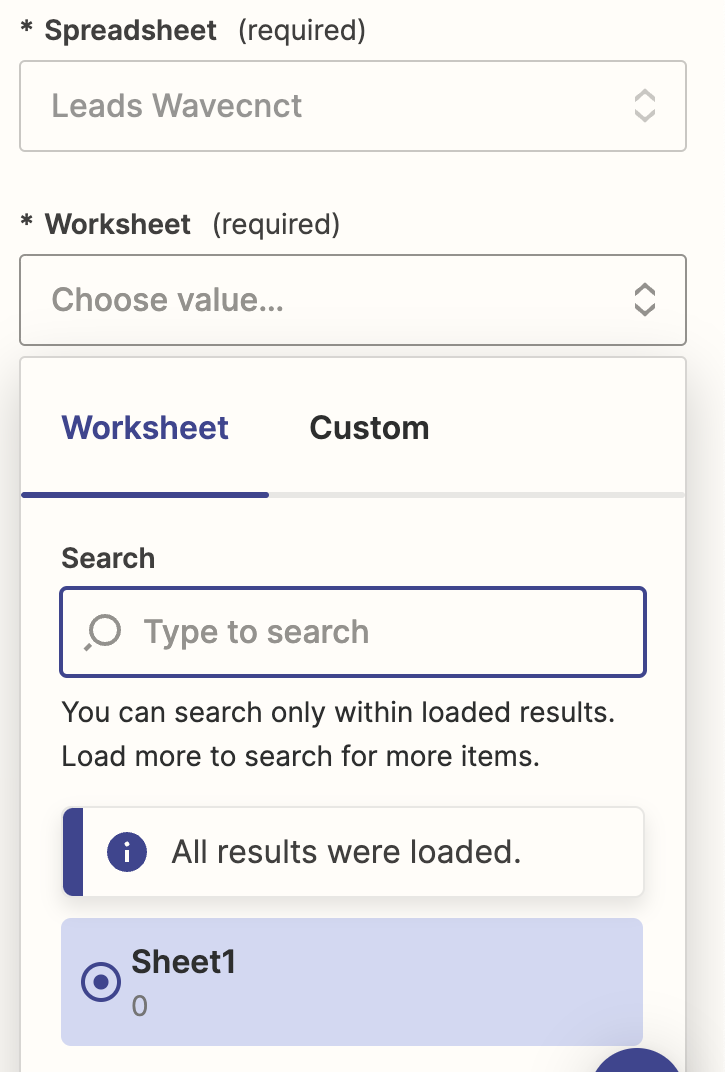 * Spreadsheet (required)
Leads Wavecnct
* Worksheet (required)
Choose value...
Worksheet Custom
Search
Type to search
You can search only within loaded results.
Load more to search for more items.
All results were loaded.
Sheet1
0